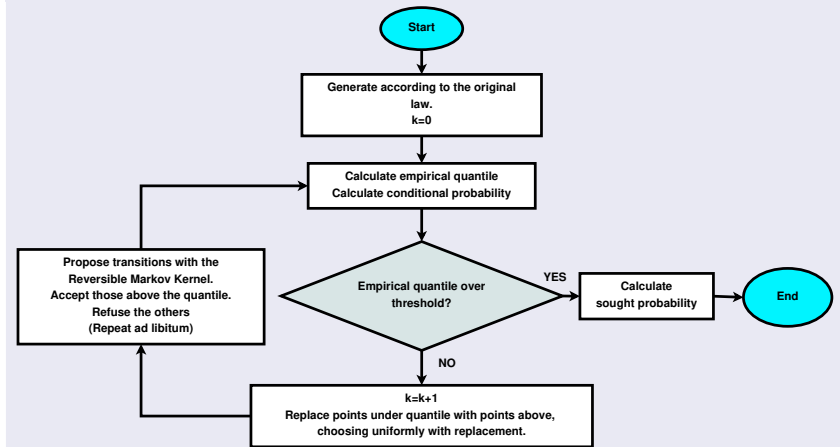 Start
Generate according to the original
law.
k=0
Calculate empirical quantile
Calculate conditional probability
Propose transitions with the
Reversible Markov Kernel.
Accept those above the quantile.
Refuse the others
(Repeat ad libitum)
Empirical quantile over
threshold?
YES
Calculate
sought probability
End
NO
k=k+1
Replace points under quantile with points above,
choosing uniformly with replacement.